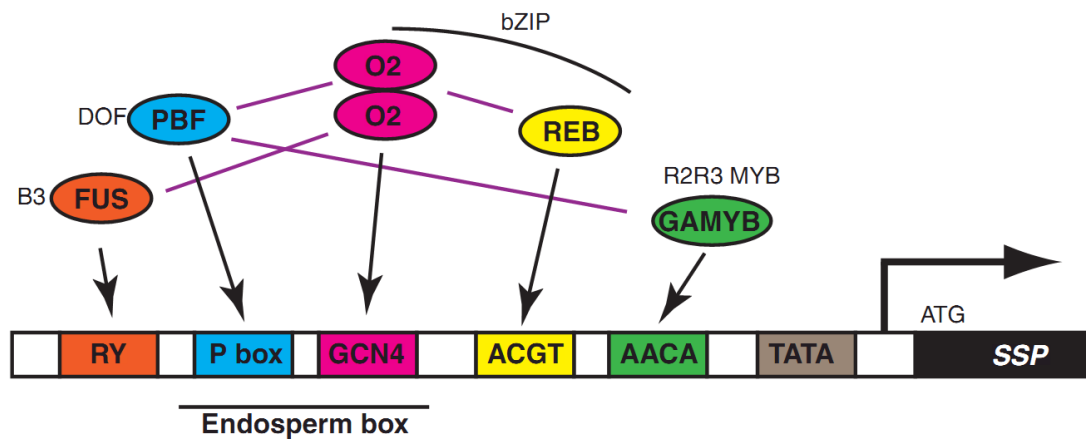 bZIP
O2
O2
DOF PBF
REB
B3 FUS
R2R3 MYB
GAMYB
ATG
RY P box GCN4 ACGT AACA TATA SSP
Endosperm box